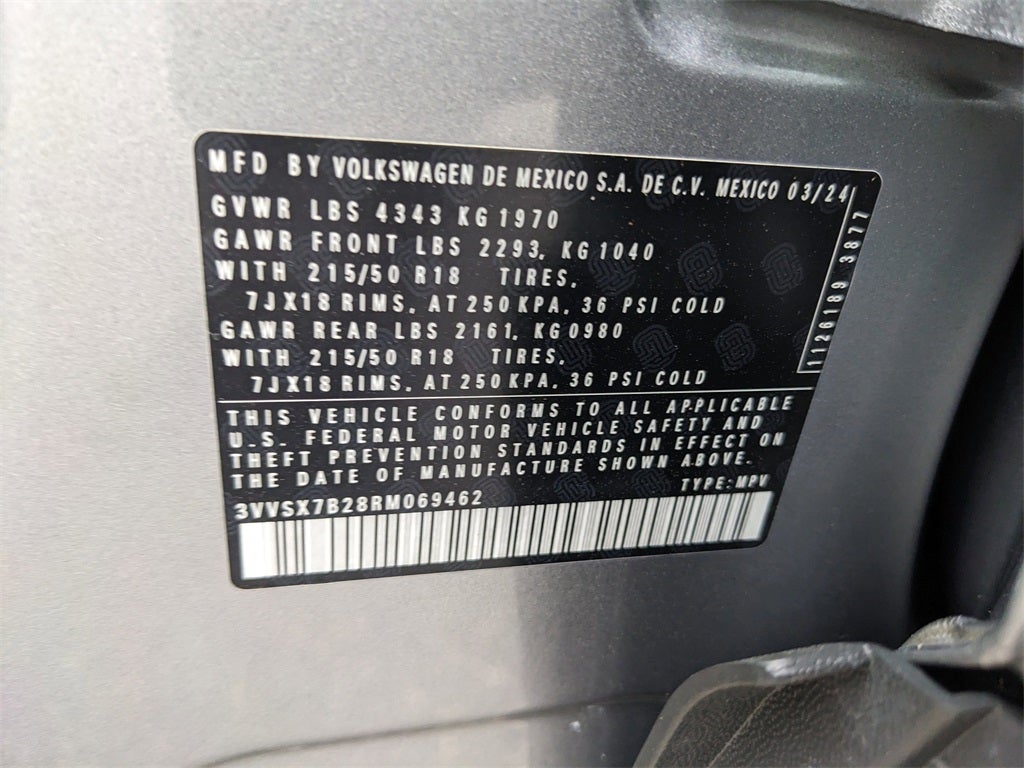 MFD BY VOLKSWAGEN DE MEXICO S.A. DE C.V. MEXICO 03/24
GVWR LBS 4343 KG 1970
GAWR FRONT LBS 2293, KG 1040
WITH 215/50 R18 TIRES,
7JX18 RIMS, AT 250 KPA, 36 PSI COLD
GAWR REAR LBS 2161, KG 0980
WITH 215/50 R18 TIRES,
7JX18 RIMS, AT 250 KPA, 36 PSI COLD
1126189 3877
THIS VEHICLE CONFORMS TO ALL APPLICABLE
U.S. FEDERAL MOTOR VEHICLE SAFETY AND
THEFT PREVENTION STANDARDS IN EFFECT ON
THE DATE OF MANUFACTURE SHOWN ABOVE.
TYPE: MPV
3VVSX7B28RM069462